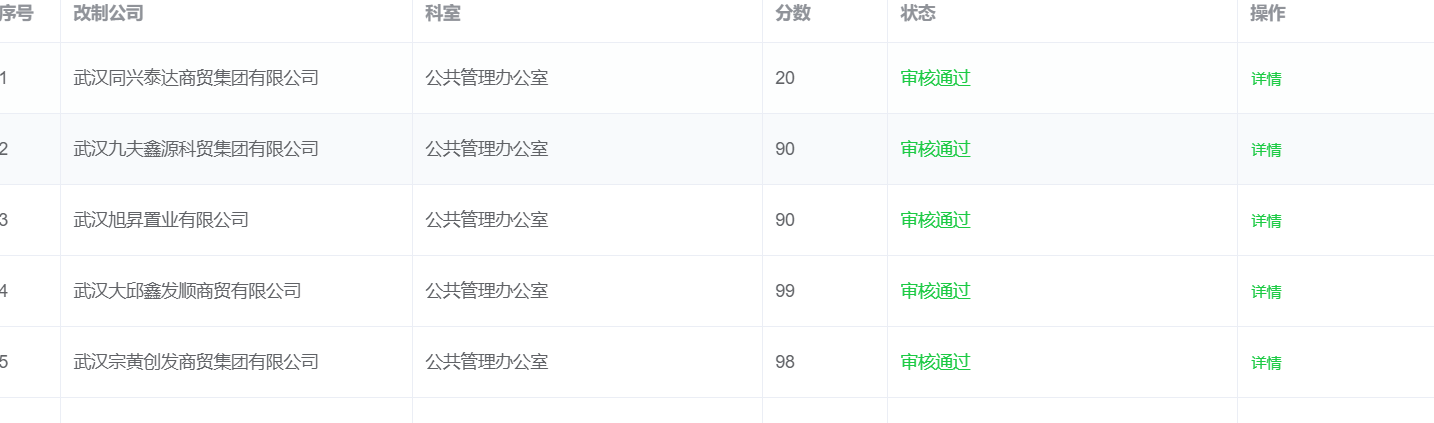 序号 改制公司 科室 分数 状态 操作
1 武汉同兴泰达商贸集团有限公司 公共管理办公室 20 审核通过 详情
2 武汉九夫鑫源科贸集团有限公司 公共管理办公室 90 审核通过 详情
3 武汉旭昇置业有限公司 公共管理办公室 90 审核通过 详情
4 武汉大邱鑫发顺商贸有限公司 公共管理办公室 99 审核通过 详情
5 武汉宗黄创发商贸集团有限公司 公共管理办公室 98 审核通过 详情